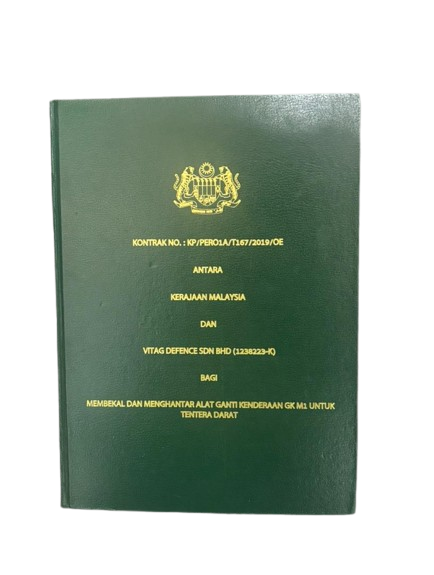 KONTRAK NO. : KP/PERO1A/T167/2019/OE
ANTARA
KERAJAAN MALAYSIA
DAN
VITAG DEFENCE SDN BHD (1238223-K)
BAGI
MEMBEKAL DAN MENGHANTAR ALAT GANTI KENDERAAN GK M1 UNTUK
TENTERA DARAT